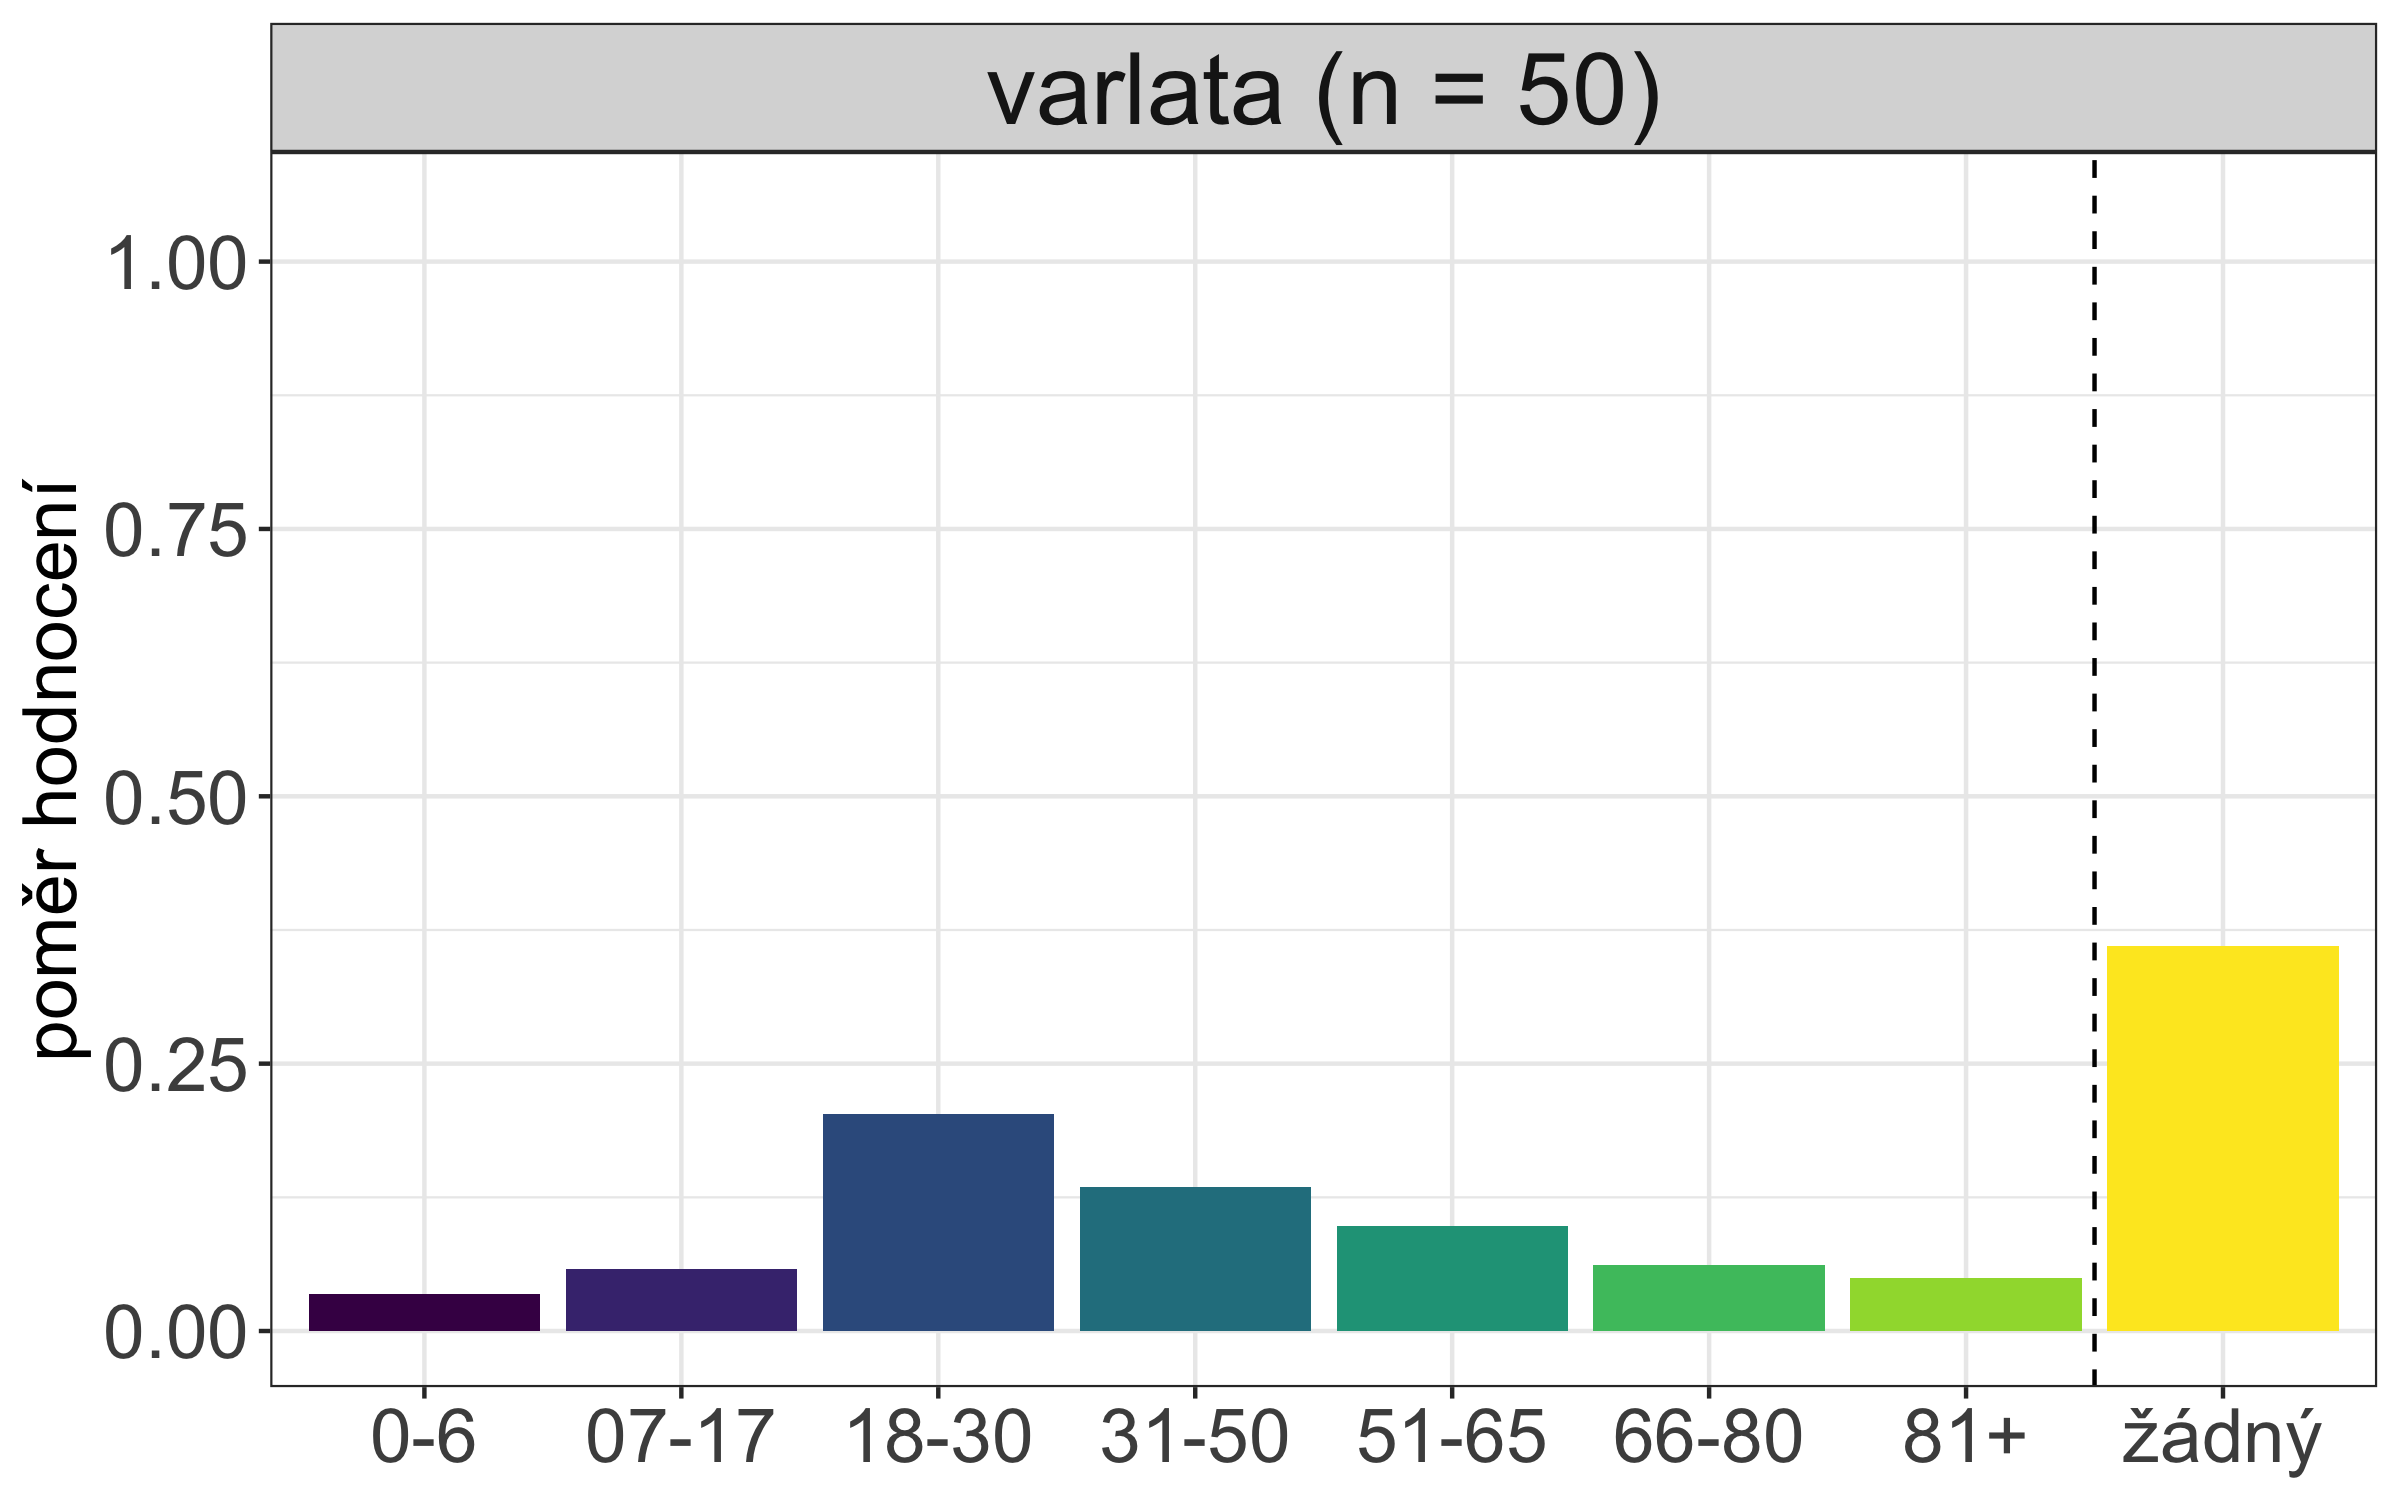 varlata (n = 50)
poměr hodnocení
1.00
0.75
0.50
0.25
0.00
0-6 07-17 18-30 31-50 51-65 66-80 81+ žádný